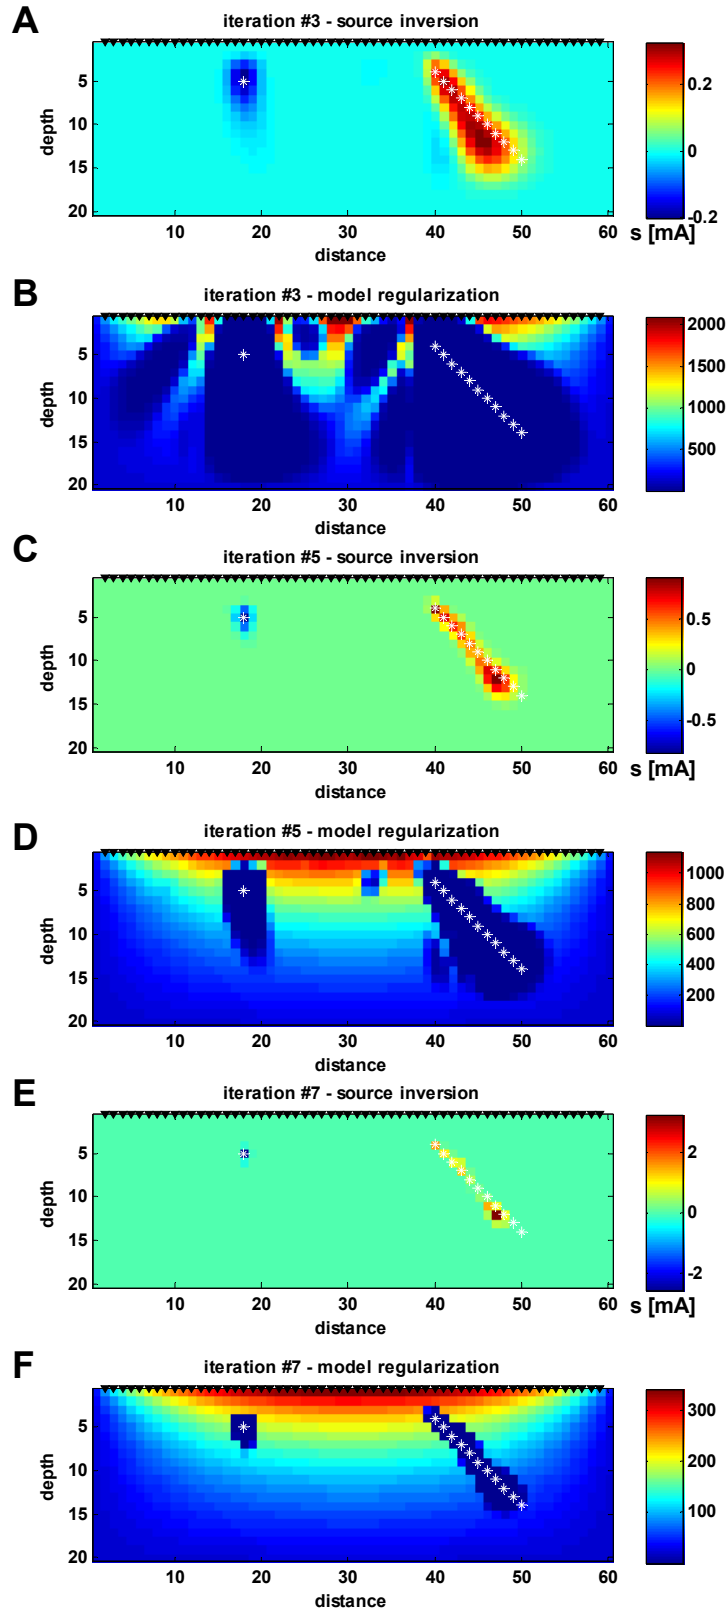 A
iteration #3 - source inversion
depth
5
10
15
20
10 20 30 40 50 60
distance
0.2
0
-0.2
s [mA]
B
iteration #3 - model regularization
depth
5
10
15
20
10 20 30 40 50 60
distance
2000
1500
1000
500
C
iteration #5 - source inversion
depth
5
10
15
20
10 20 30 40 50 60
distance
0.5
0
-0.5
s [mA]
D
iteration #5 - model regularization
depth
5
10
15
20
10 20 30 40 50 60
distance
1000
800
600
400
200
E
iteration #7 - source inversion
depth
5
10
15
20
10 20 30 40 50 60
distance
2
0
-2
s [mA]
F
iteration #7 - model regularization
depth
5
10
15
20
10 20 30 40 50 60
distance
300
200
100